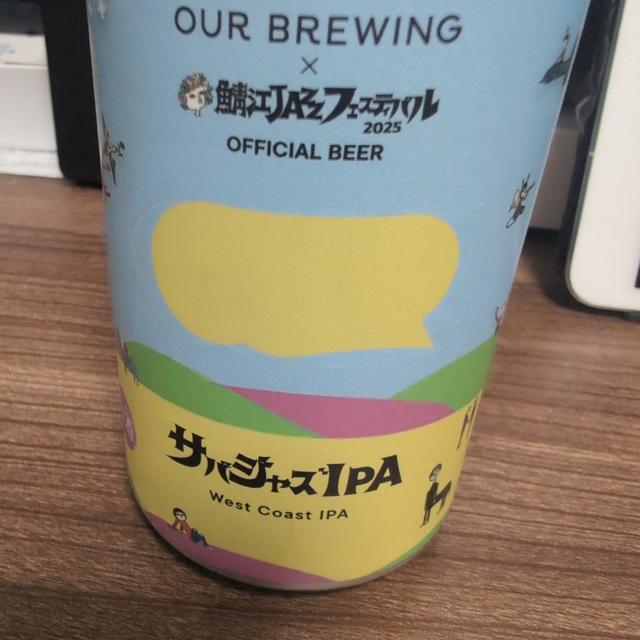 OUR BREWING
×
鯖江JAZZフェスティバル
2025
OFFICIAL BEER
サバジャズIPA
West Coast IPA